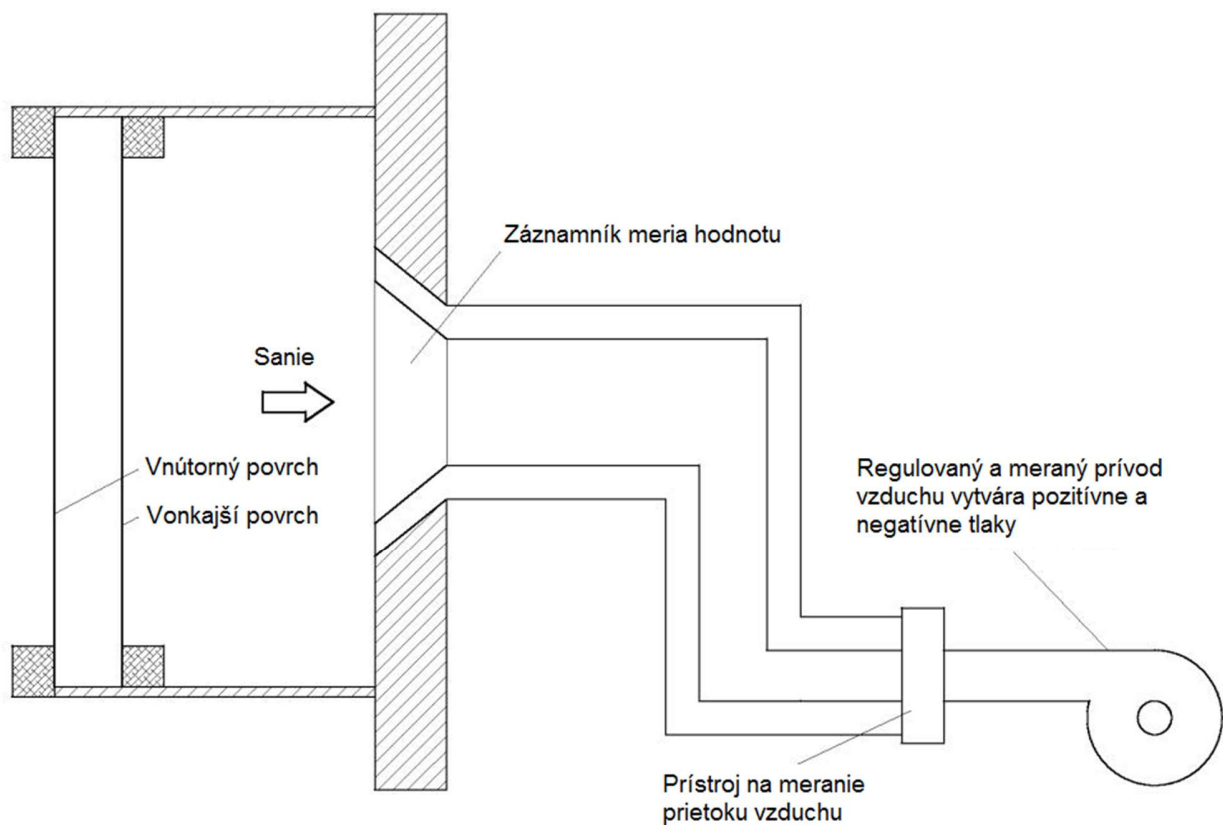 Záznamník meria hodnotu
Sanie
Vnútorný povrch
Vonkajší povrch
Regulovaný a meraný prívod
vzduchu vytvára pozitívne a
negatívne tlaky
Prístroj na meranie
prietoku vzduchu